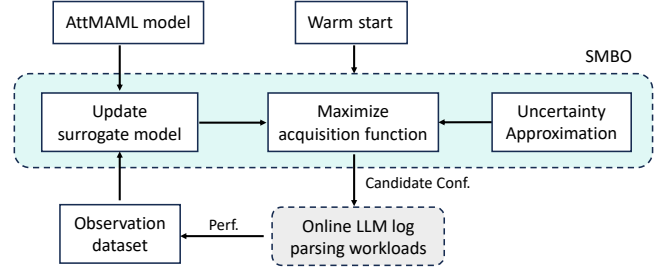 AttMAML model
Warm start
SMBO
Update
surrogate model
Maximize
acquisition function
Uncertainty
Approximation
Candidate Conf.
Observation
dataset
Perf.
Online LLM log
parsing workloads